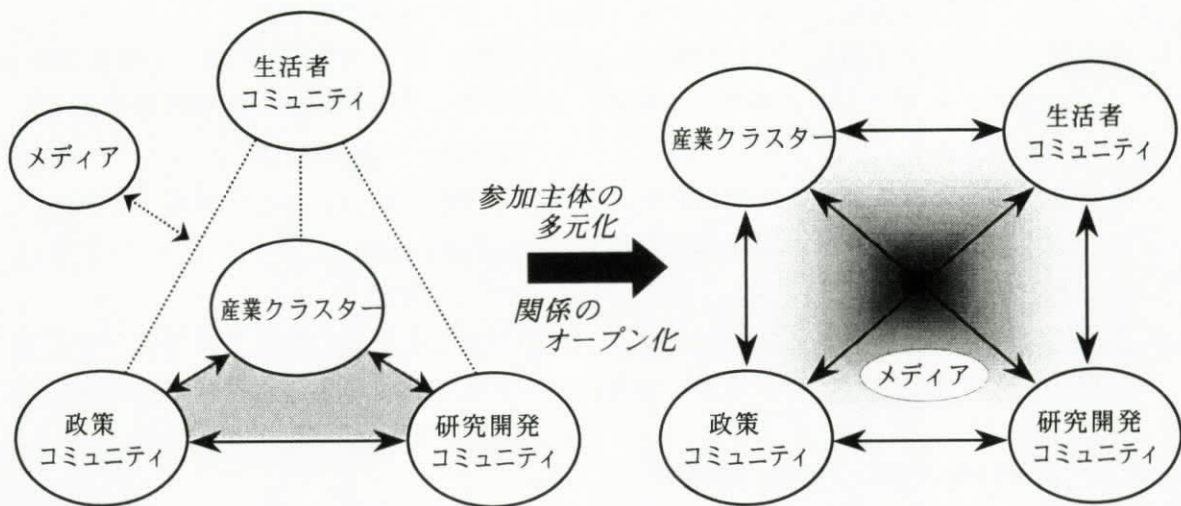 生活者
コミュニティ
メディア
産業クラスター
政策
コミュニティ
研究開発
コミュニティ
参加主体の
多元化
関係の
オープン化
産業クラスター
生活者
コミュニティ
メディア
政策
コミュニティ
研究開発
コミュニティ